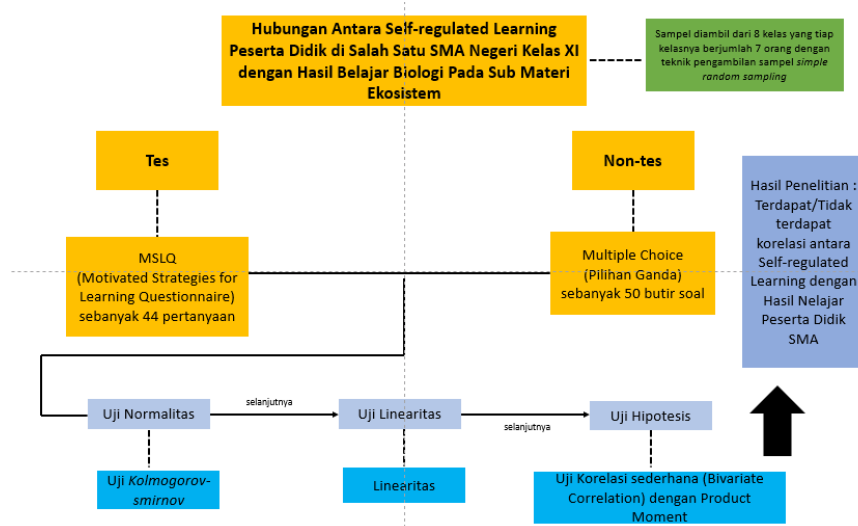 Hubungan Antara Self-regulated Learning
Peserta Didik di Salah Satu SMA Negeri Kelas XI
dengan Hasil Belajar Biologi Pada Sub Materi
Ekosistem
Sampel diambil dari 8 kelas yang tiap
kelasnya berjumlah 7 orang dengan
teknik pengambilan sampel simple
random sampling
Tes
Non-tes
MSLQ
(Motivated Strategies for
Learning Questionnaire)
sebanyak 44 pertanyaan
Multiple Choice
(Pilihan Ganda)
sebanyak 50 butir soal
Hasil Penelitian :
Terdapat/Tidak
terdapat
korelasi antara
Self-regulated
Learning dengan
Hasil Nelajar
Peserta Didik
SMA
Uji Normalitas
selanjutnya
Uji Linearitas
selanjutnya
Uji Hipotesis
Uji Kolmogorov-
smirnov
Linearitas
Uji Korelasi sederhana (Bivariate
Correlation) dengan Product
Moment